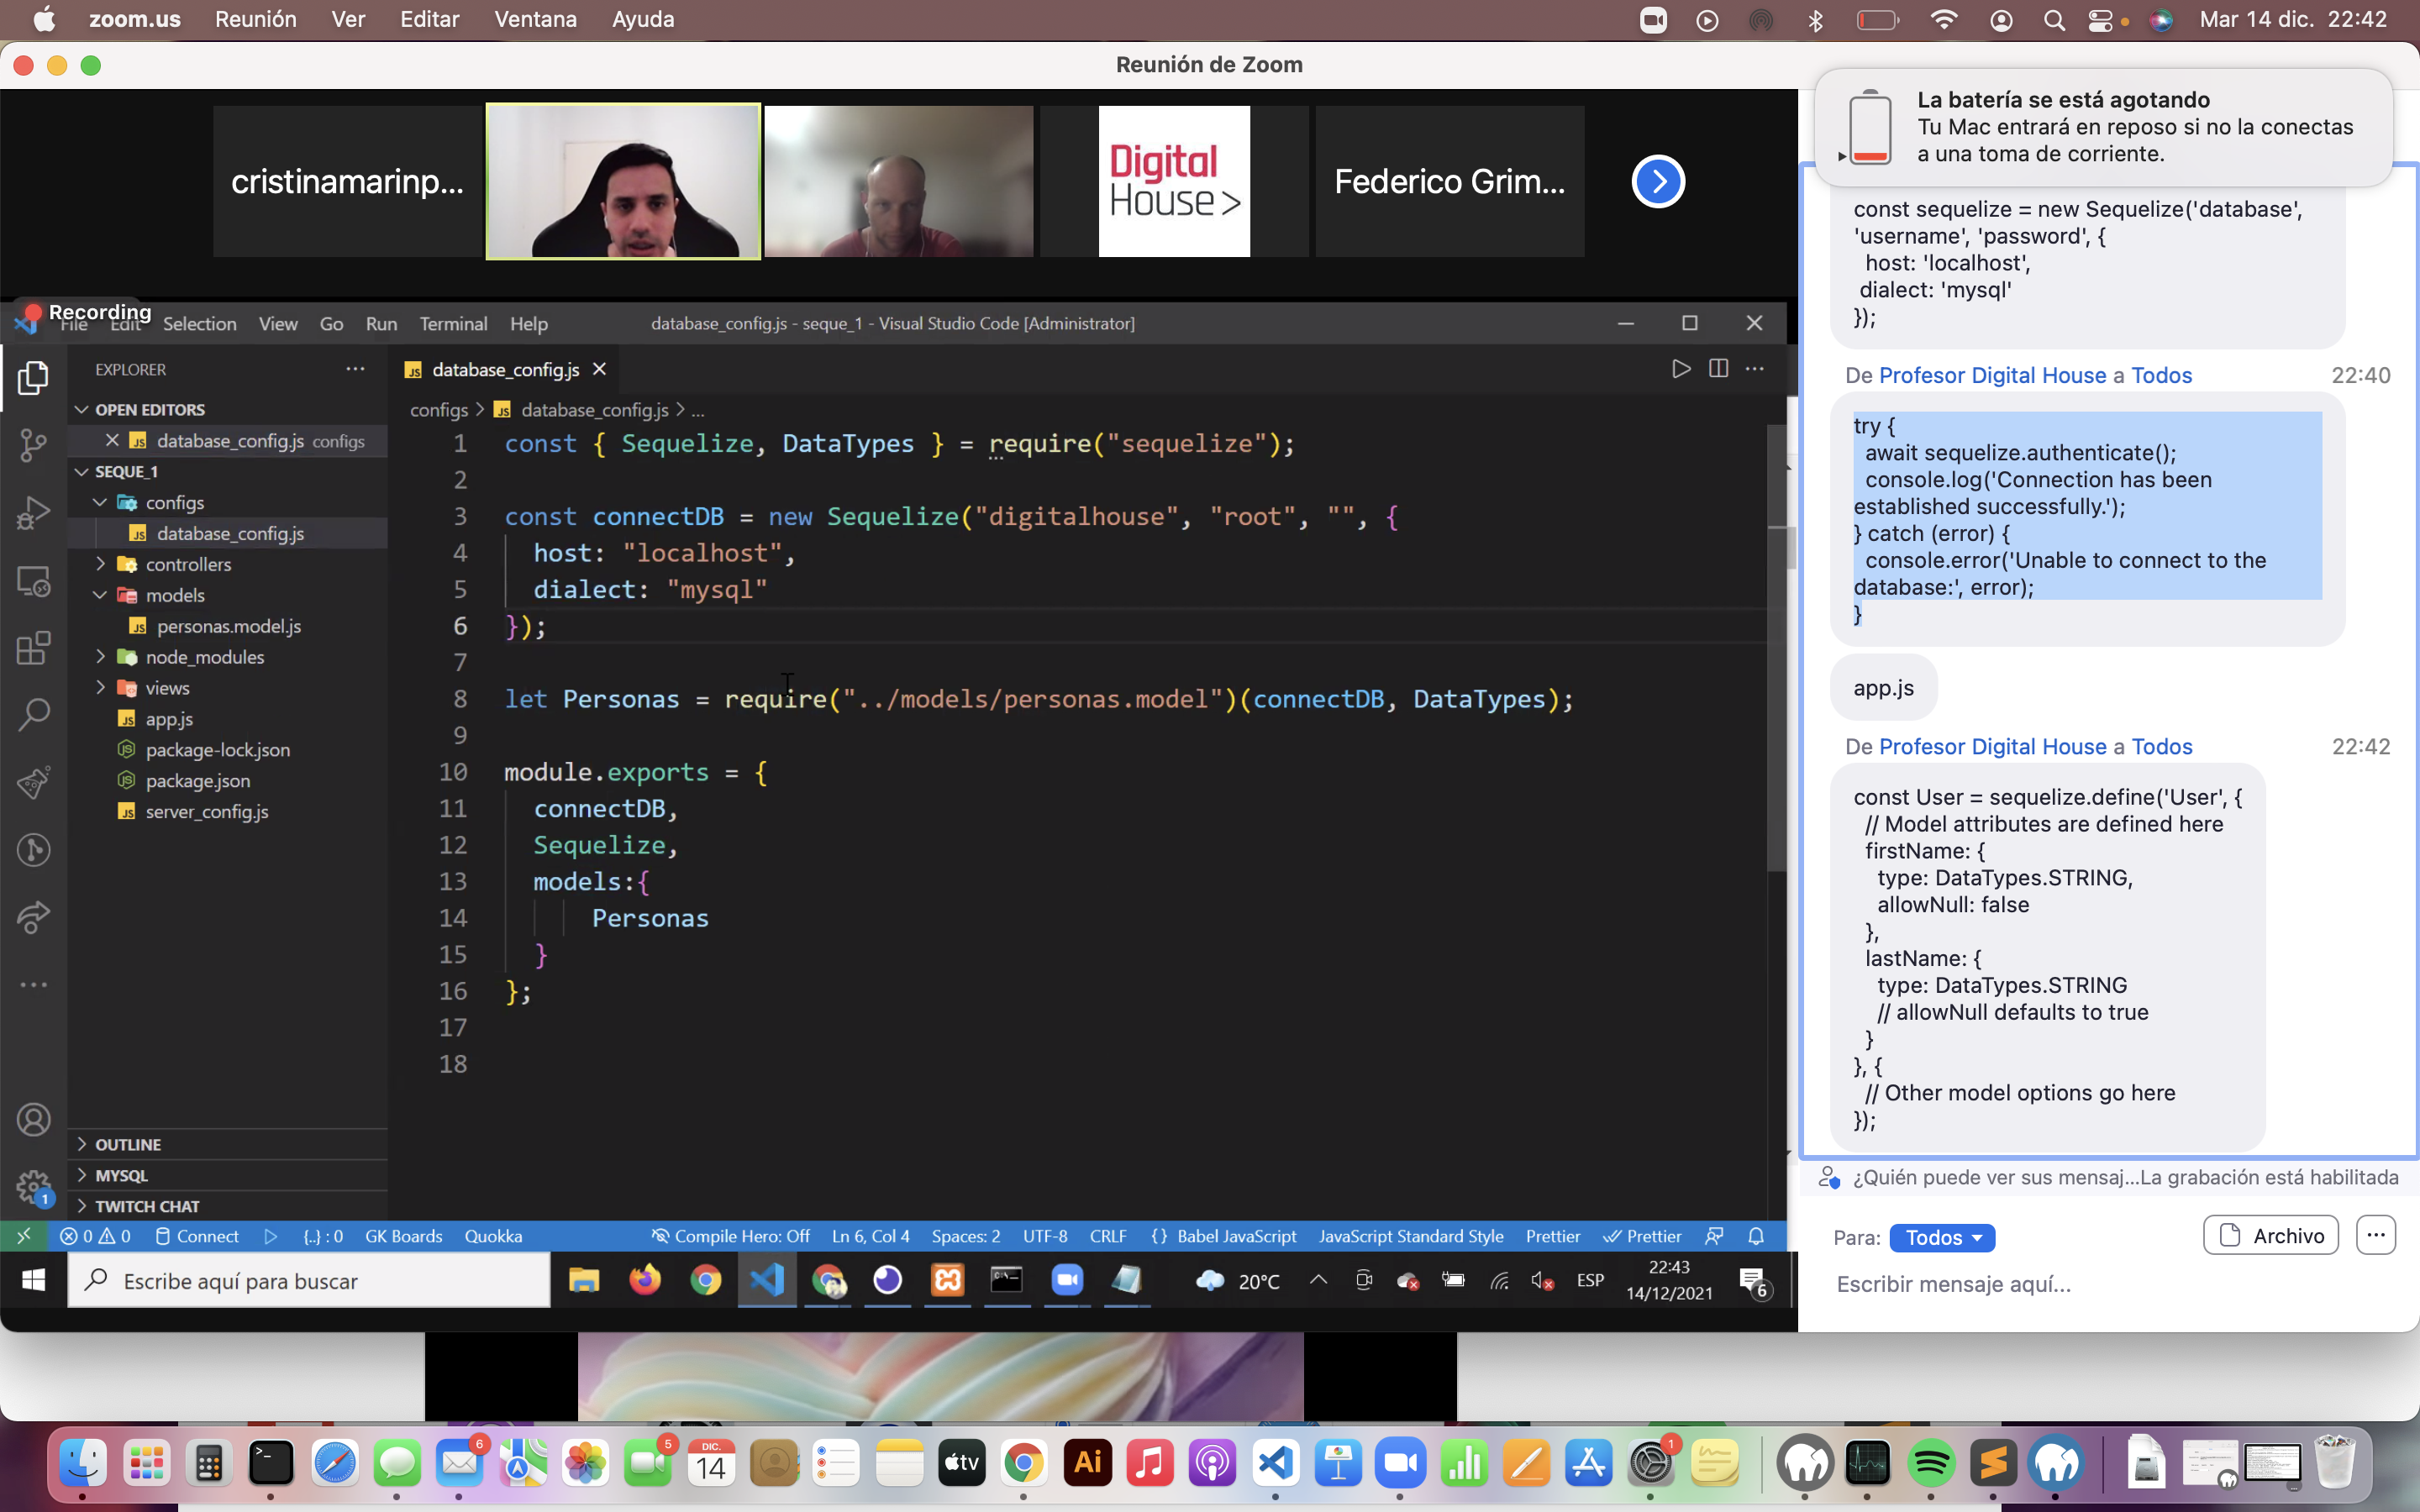 zoom.us Reunión Ver Editar Ventana Ayuda Mar 14 dic. 22:42
Reunión de Zoom
La batería se está agotando
Tu Mac entrará en reposo si no la conectas
a una toma de corriente.
cristinamarinp...
Digital
House >
Federico Grim...
Recording
File Edit Selection View Go Run Terminal Help database_config.js - seque_1 - Visual Studio Code [Administrator]
EXPLORER
OPEN EDITORS
database_config.js configs
SEQUE_1
configs
database_config.js
controllers
models
personas.model.js
node_modules
views
app.js
package-lock.json
package.json
server_config.js
OUTLINE
MYSQL
TWITCH CHAT
database_config.js
configs > database_config.js > ...
1 const { Sequelize, DataTypes } = require("sequelize");
2
3 const connectDB = new Sequelize("digitalhouse", "root", "", {
4 host: "localhost",
5 dialect: "mysql"
6 });
7
8 let Personas = require("../models/personas.model")(connectDB, DataTypes);
9
10 module.exports = {
11 connectDB,
12 Sequelize,
13 models:{
14 Personas
15 }
16 };
17
18
0 0 Connect {..} : 0 GK Boards Quokka Compile Hero: Off Ln 6, Col 4 Spaces: 2 UTF-8 CRLF {} Babel JavaScript JavaScript Standard Style Prettier Prettier
1
Escribe aquí para buscar
20°C ESP
22:43
14/12/2021
6
const sequelize = new Sequelize('database',
'username', 'password', {
host: 'localhost',
dialect: 'mysql'
});
De Profesor Digital House a Todos 22:40
try {
await sequelize.authenticate();
console.log('Connection has been
established successfully.');
} catch (error) {
console.error('Unable to connect to the
database:', error);
}
app.js
De Profesor Digital House a Todos 22:42
const User = sequelize.define('User', {
// Model attributes are defined here
firstName: {
type: DataTypes.STRING,
allowNull: false
},
lastName: {
type: DataTypes.STRING
// allowNull defaults to true
}
}, {
// Other model options go here
});
¿Quién puede ver sus mensaj...La grabación está habilitada
Para: Todos Archivo
Escribir mensaje aquí...
6
5
DIC.
14
tv
Ai
1